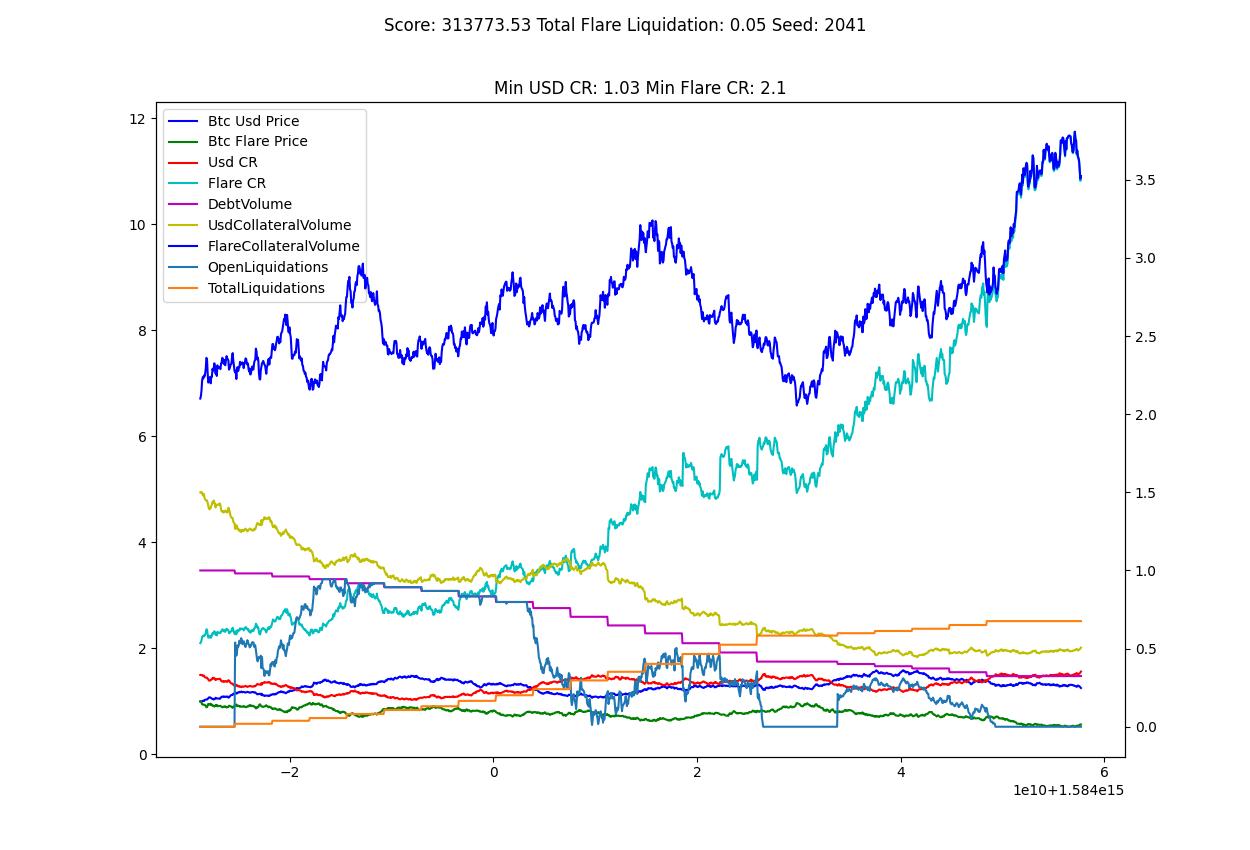 Score: 313773.53 Total Flare Liquidation: 0.05 Seed: 2041
Min USD CR: 1.03 Min Flare CR: 2.1
Btc Usd Price
Btc Flare Price
Usd CR
Flare CR
DebtVolume
UsdCollateralVolume
FlareCollateralVolume
OpenLiquidations
TotalLiquidations
12
10
8
6
4
2
0
3.5
3.0
2.5
2.0
1.5
1.0
0.5
0.0
−2 0 2 4 6
1e10+1.584e15